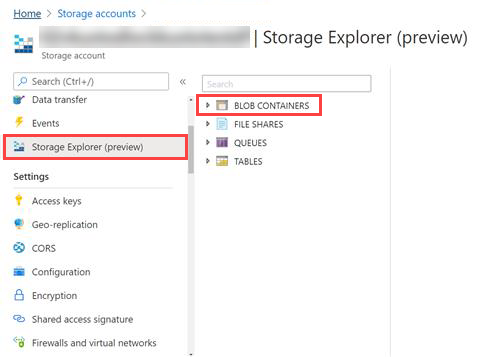 Home > Storage accounts >
| Storage Explorer (preview)
Storage account
Search (Ctrl+/)
«
Data transfer
Events
Storage Explorer (preview)
Settings
Access keys
Geo-replication
CORS
Configuration
Encryption
Shared access signature
Firewalls and virtual networks
Search
BLOB CONTAINERS
FILE SHARES
QUEUES
TABLES